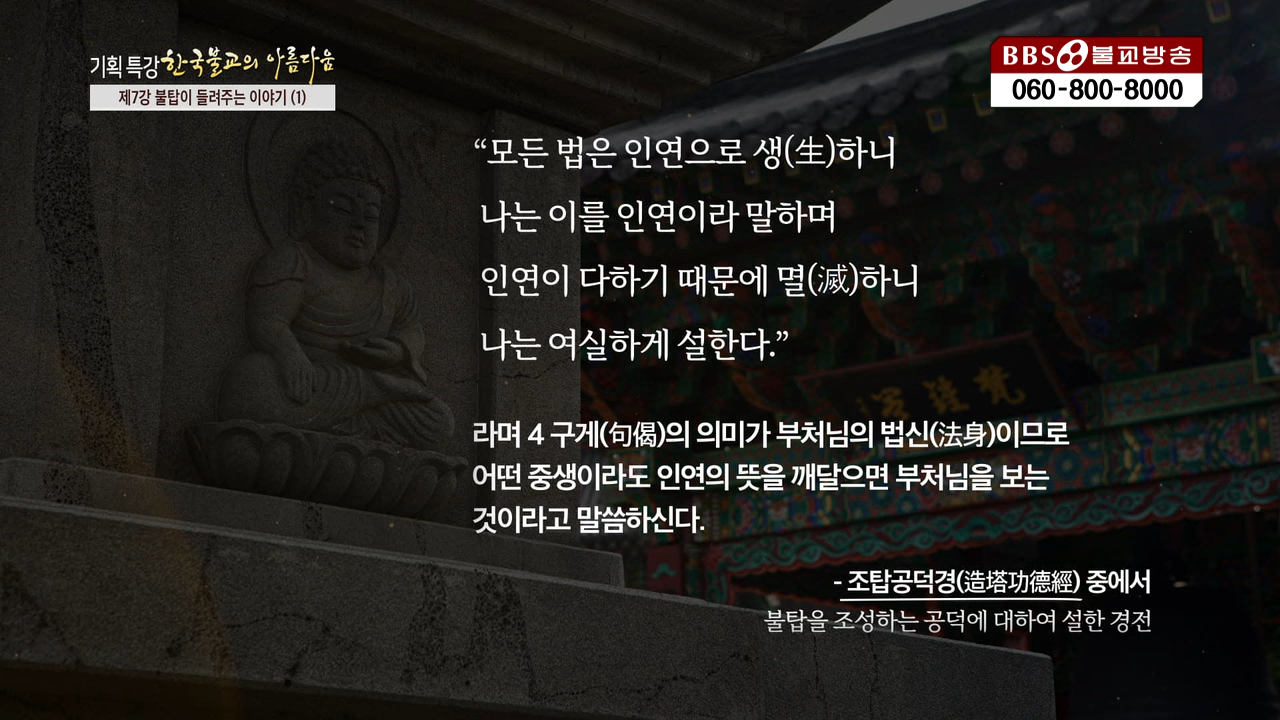 기획 특강 한국불교의 아름다움
제7강 불탑이 들려주는 이야기 (1)
BBS 불교방송
060-800-8000
“모든 법은 인연으로 생(生)하니
나는 이를 인연이라 말하며
인연이 다하기 때문에 멸(滅)하니
나는 여실하게 설한다.”
라며 4 구게(句偈)의 의미가 부처님의 법신(法身)이므로
어떤 중생이라도 인연의 뜻을 깨달으면 부처님을 보는
것이라고 말씀하신다.
- 조탑공덕경(造塔功德經) 중에서
불탑을 조성하는 공덕에 대하여 설한 경전